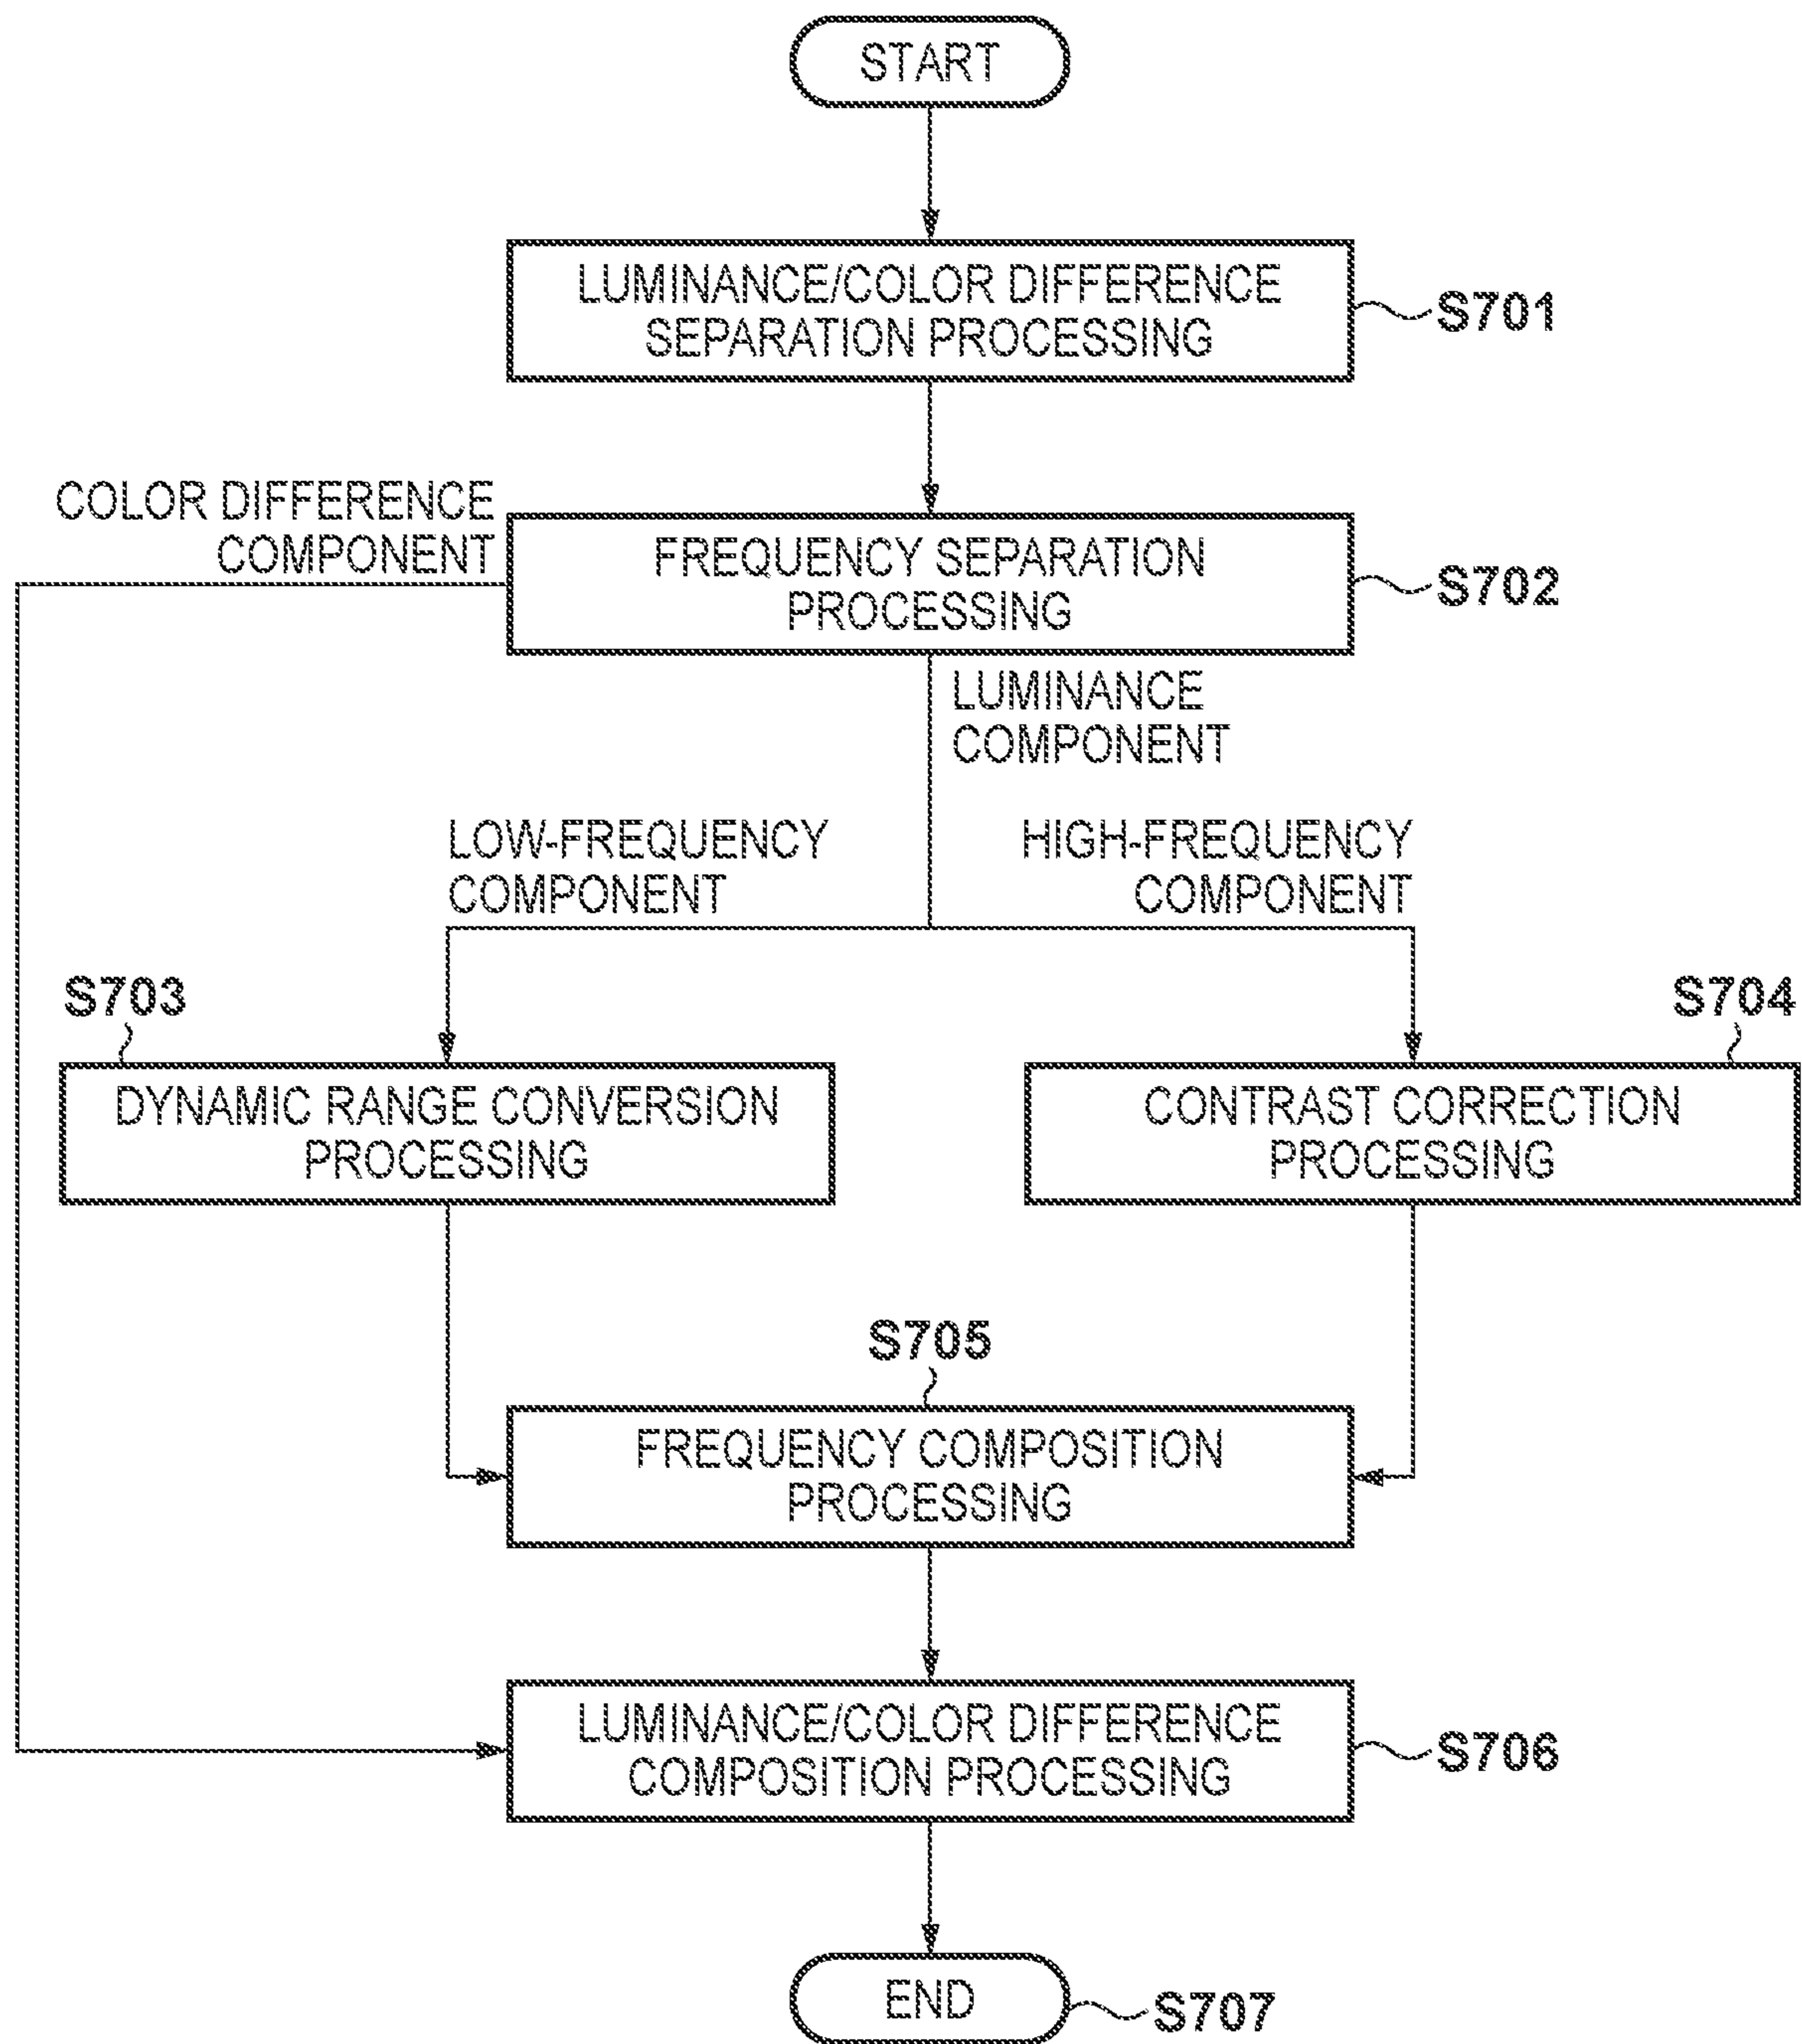 START
LUMINANCE/COLOR DIFFERENCE
SEPARATION PROCESSING
S701
COLOR DIFFERENCE
COMPONENT
FREQUENCY SEPARATION
PROCESSING
S702
LUMINANCE
COMPONENT
LOW-FREQUENCY
COMPONENT
HIGH-FREQUENCY
COMPONENT
S703
S704
DYNAMIC RANGE CONVERSION
PROCESSING
CONTRAST CORRECTION
PROCESSING
S705
FREQUENCY COMPOSITION
PROCESSING
LUMINANCE/COLOR DIFFERENCE
COMPOSITION PROCESSING
S706
END
S707